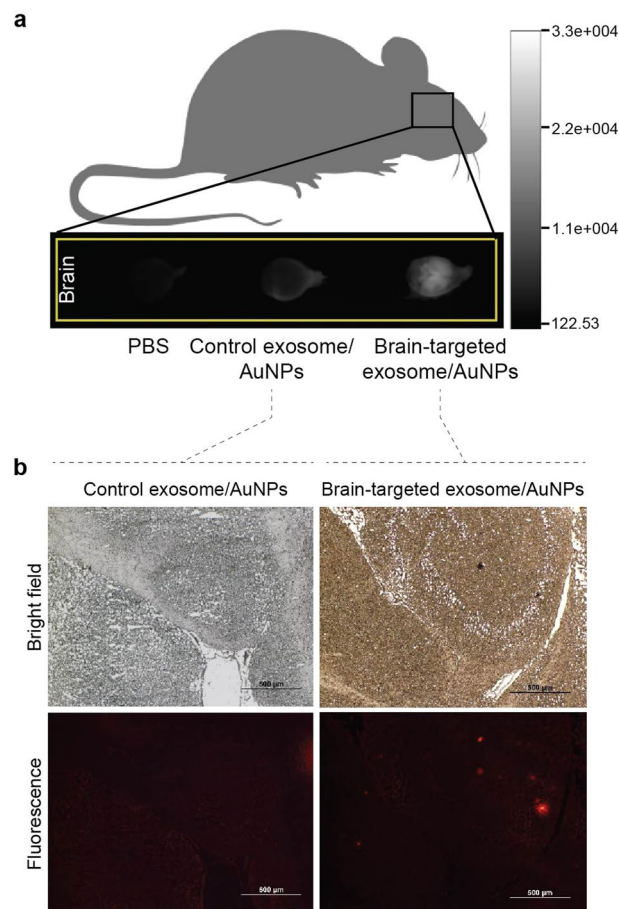 a
3.3e+004
2.2e+004
1.1e+004
122.53
Brain
PBS
Control exosome/
AuNPs
Brain-targeted
exosome/AuNPs
b
Control exosome/AuNPs
Brain-targeted exosome/AuNPs
Bright field
500 µm
500 µm
Fluorescence
500 µm
500 µm